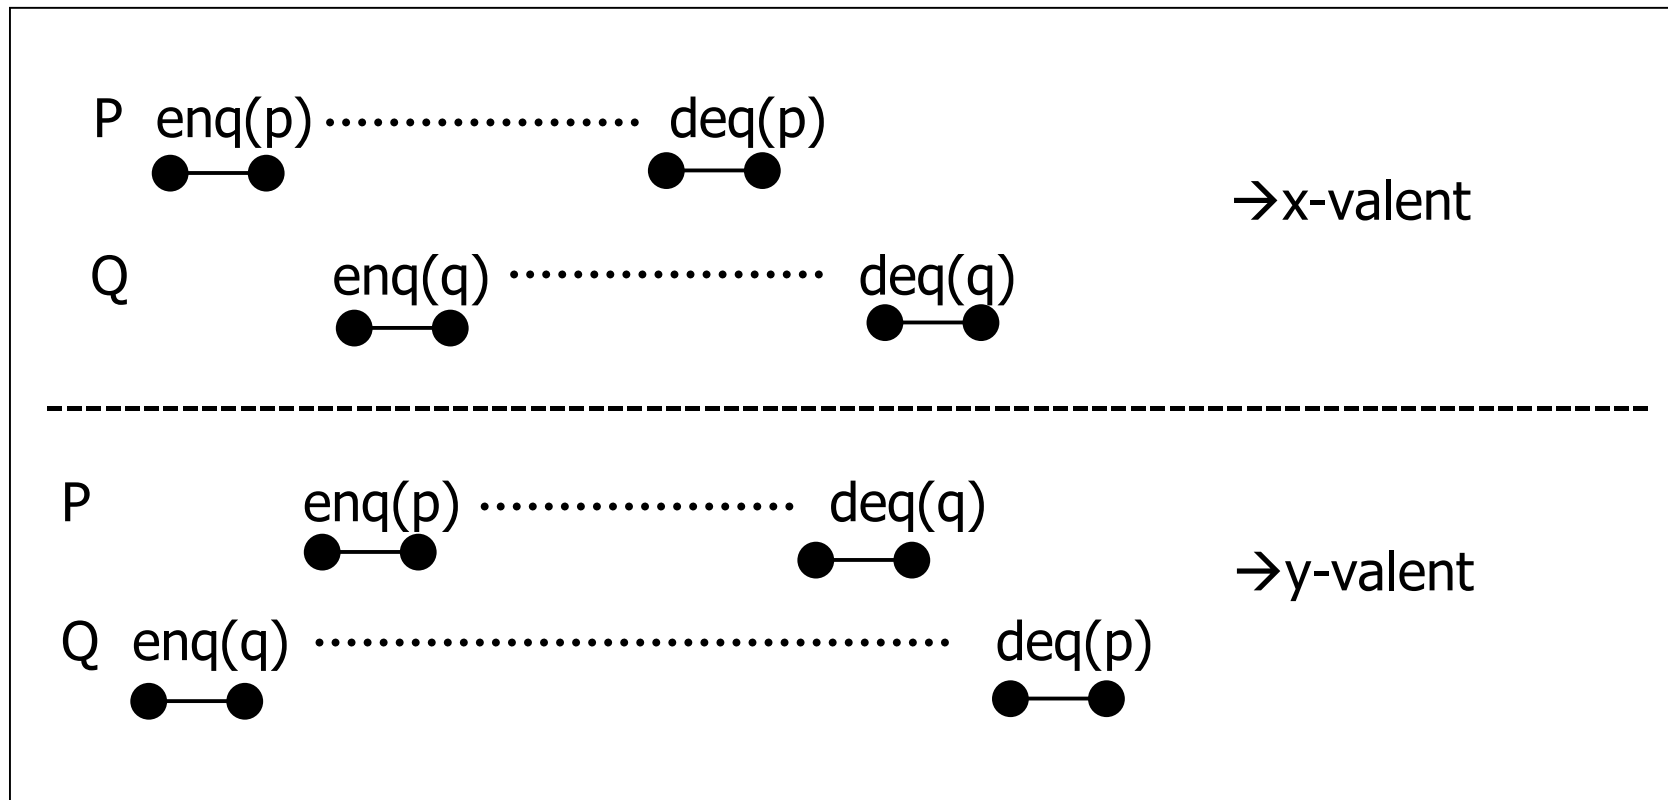 P enq(p) ................... deq(p)
→x-valent
Q enq(q) ................... deq(q)
P enq(p) ................... deq(q)
→y-valent
Q enq(q) ....................................... deq(p)